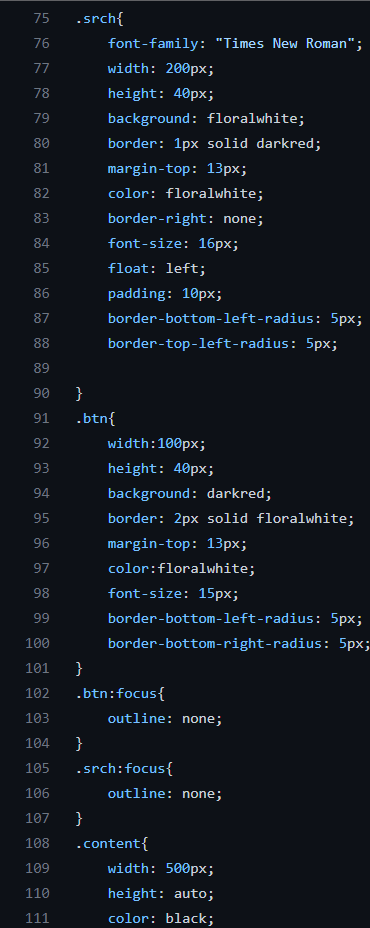 75 .srch{
76     font-family: "Times New Roman";
77     width: 200px;
78     height: 40px;
79     background: floralwhite;
80     border: 1px solid darkred;
81     margin-top: 13px;
82     color: floralwhite;
83     border-right: none;
84     font-size: 16px;
85     float: left;
86     padding: 10px;
87     border-bottom-left-radius: 5px;
88     border-top-left-radius: 5px;
89
90 }
91 .btn{
92     width:100px;
93     height: 40px;
94     background: darkred;
95     border: 2px solid floralwhite;
96     margin-top: 13px;
97     color:floralwhite;
98     font-size: 15px;
99     border-bottom-left-radius: 5px;
100     border-bottom-right-radius: 5px;
101 }
102 .btn:focus{
103     outline: none;
104 }
105 .srch:focus{
106     outline: none;
107 }
108 .content{
109     width: 500px;
110     height: auto;
111     color: black;